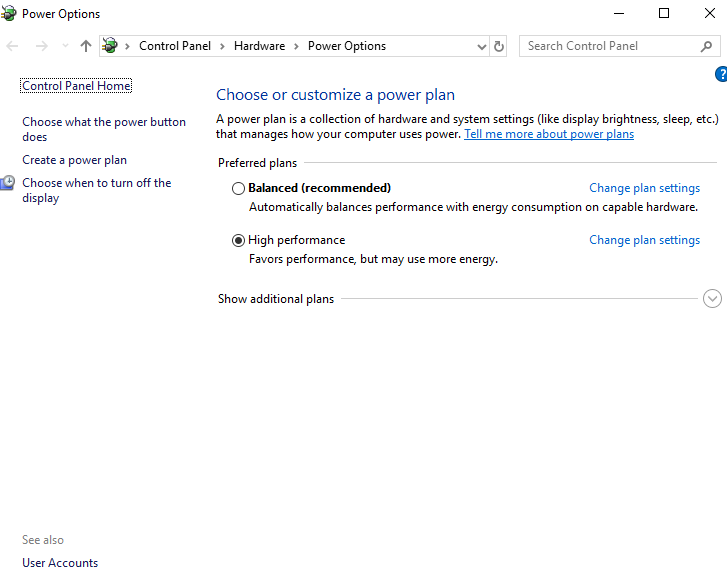 Power Options
Control Panel
Hardware
Power Options
Search Control Panel
?
Control Panel Home
Choose what the power button
does
Create a power plan
Choose when to turn off the
display
Choose or customize a power plan
A power plan is a collection of hardware and system settings (like display brightness, sleep, etc.)
that manages how your computer uses power. Tell me more about power plans
Preferred plans
Balanced (recommended) Change plan settings
Automatically balances performance with energy consumption on capable hardware.
High performance Change plan settings
Favors performance, but may use more energy.
Show additional plans
See also
User Accounts